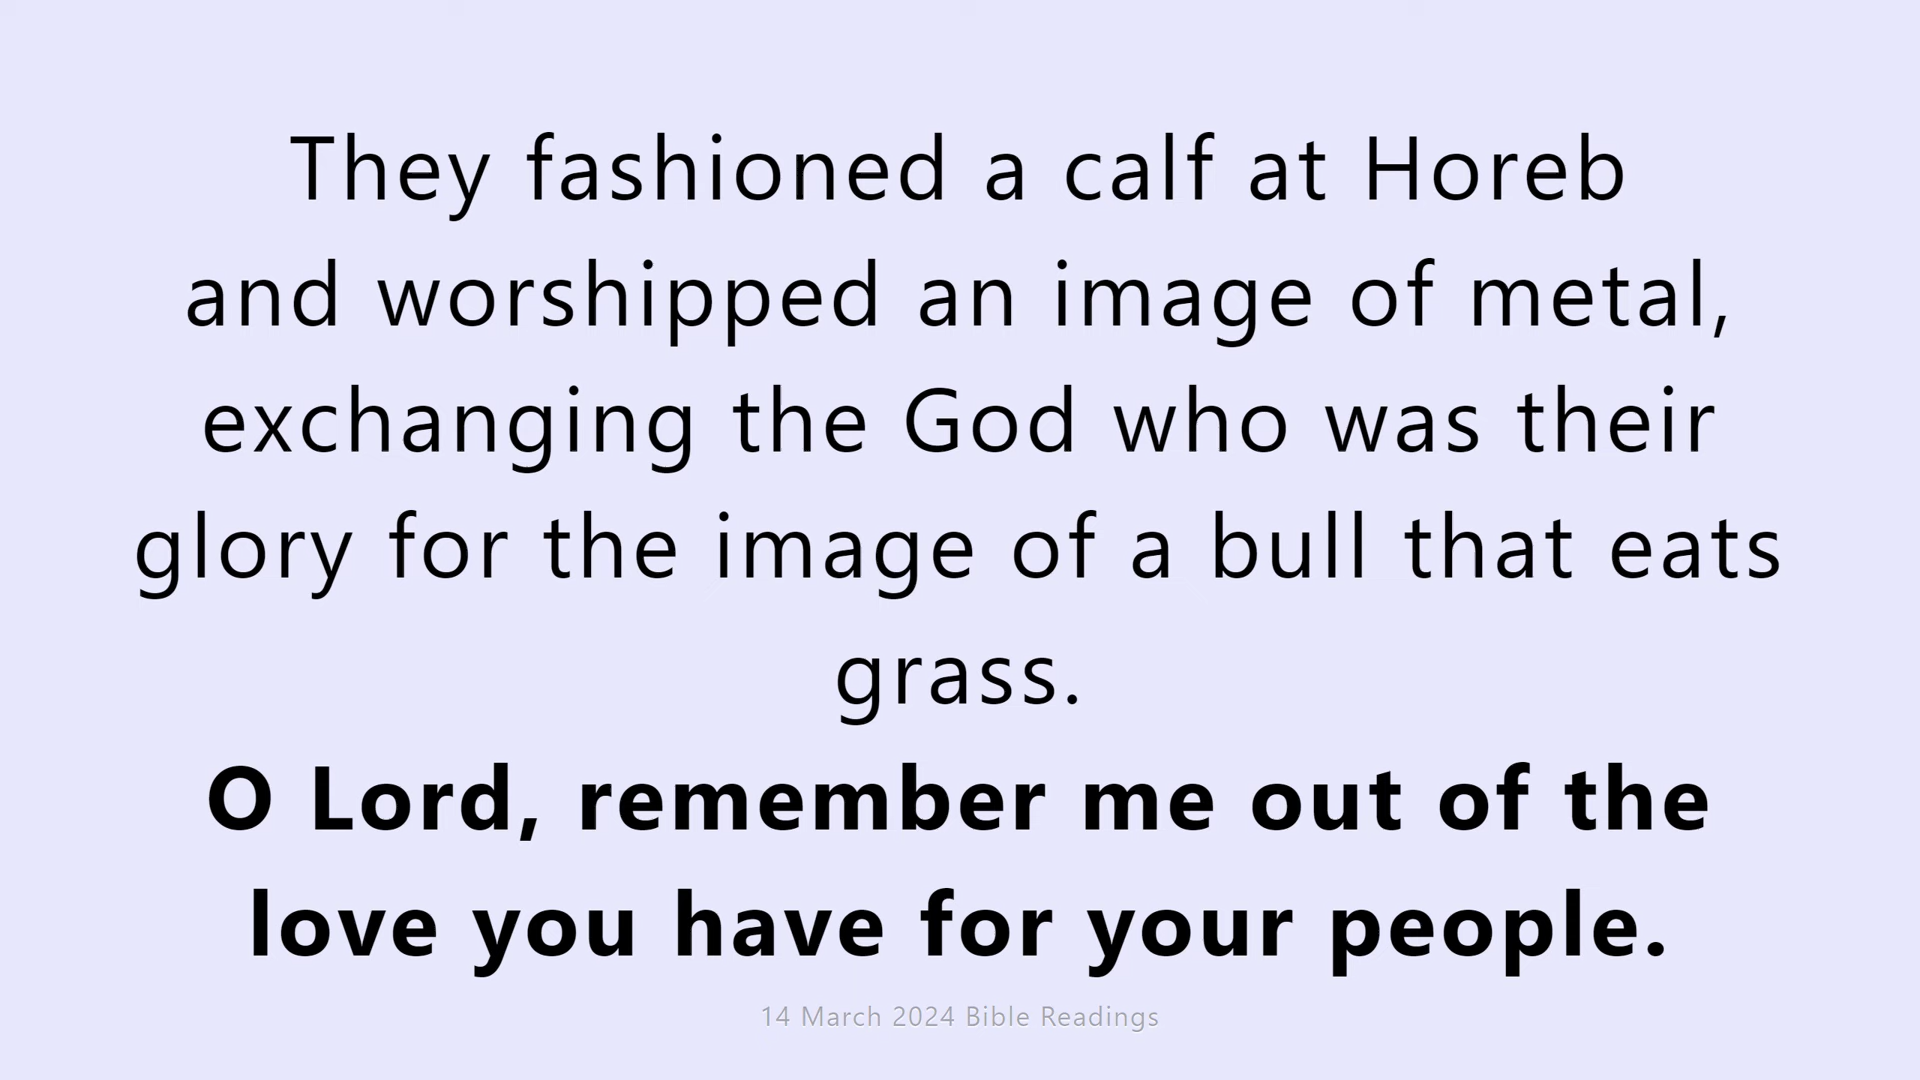 They fashioned a calf at Horeb
and worshipped an image of metal,
exchanging the God who was their
glory for the image of a bull that eats
grass.
O Lord, remember me out of the
love you have for your people.
14 March 2024 Bible Readings